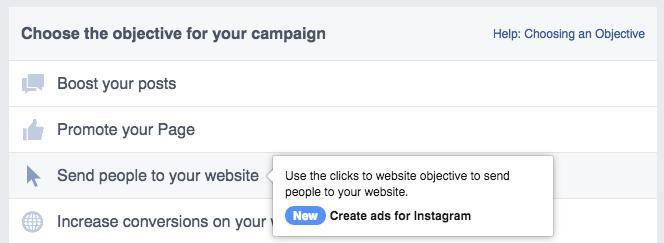 Choose the objective for your campaign
Help: Choosing an Objective
Boost your posts
Promote your Page
Send people to your website
Use the clicks to website objective to send
people to your website.
New Create ads for Instagram
Increase conversions on your